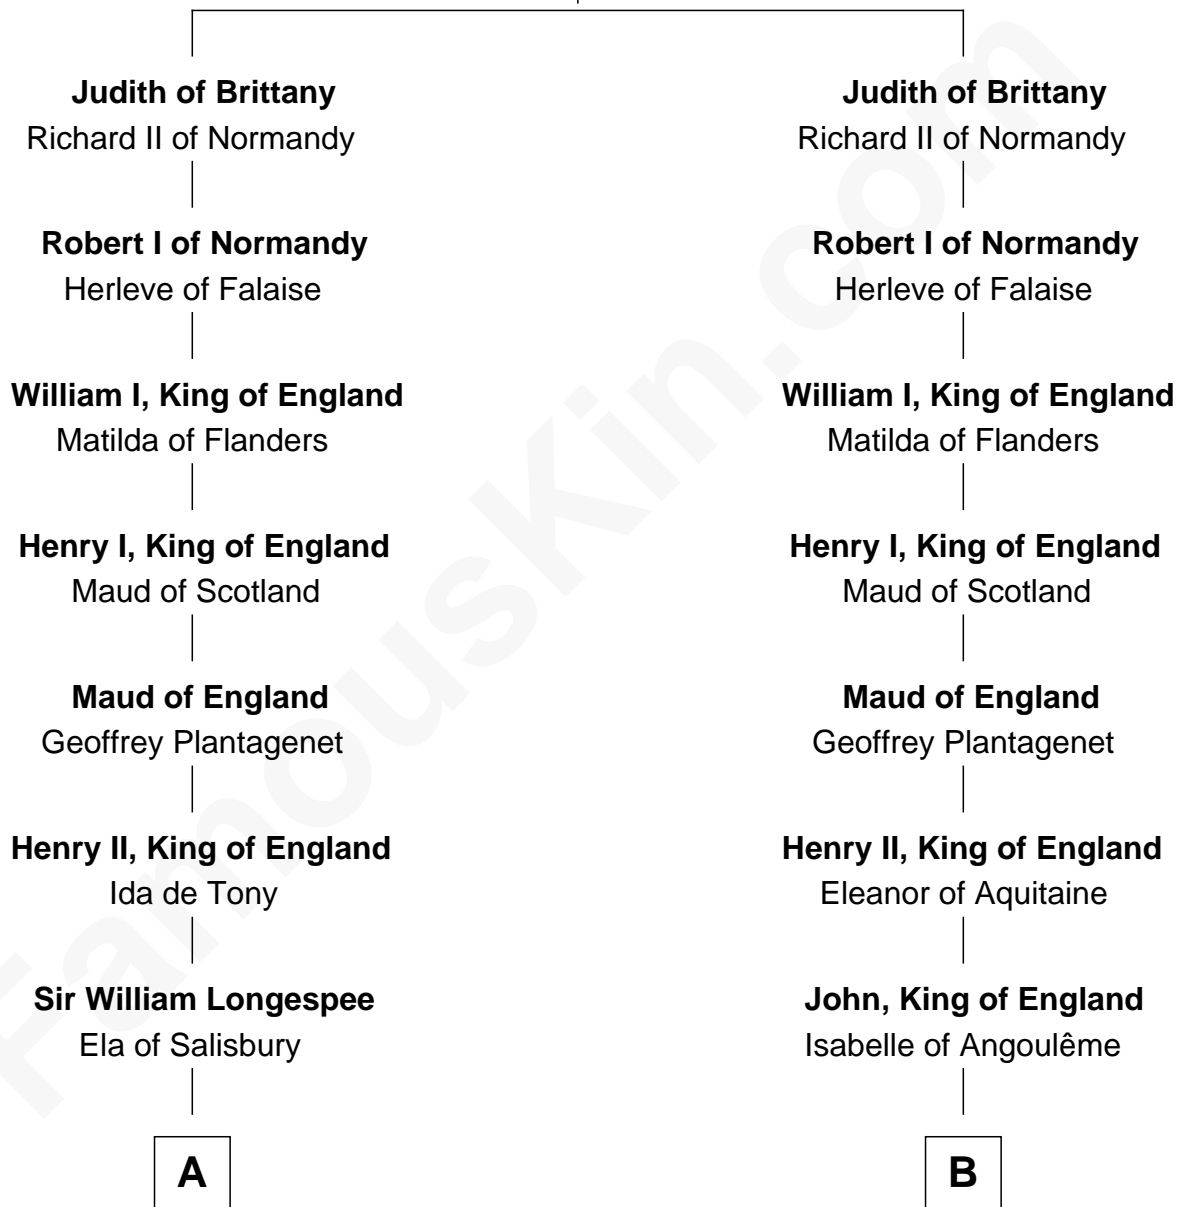 Judith of Brittany
Richard II of Normandy
Robert I of Normandy
Herleve of Falaise
William I, King of England
Matilda of Flanders
Henry I, King of England
Maud of Scotland
Maud of England
Geoffrey Plantagenet
Henry II, King of England
Ida de Tony
Sir William Longespee
Ela of Salisbury
A
Judith of Brittany
Richard II of Normandy
Robert I of Normandy
Herleve of Falaise
William I, King of England
Matilda of Flanders
Henry I, King of England
Maud of Scotland
Maud of England
Geoffrey Plantagenet
Henry II, King of England
Eleanor of Aquitaine
John, King of England
Isabelle of Angoulême
B
FamousKin.com